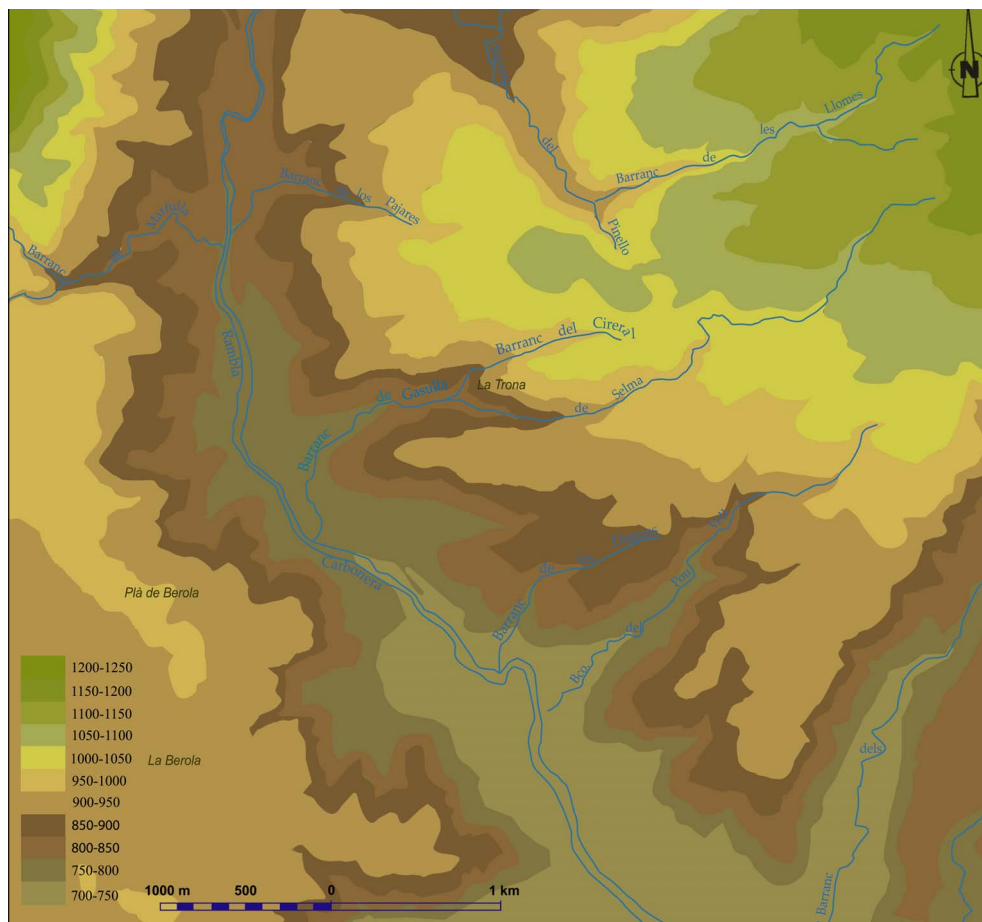 N
Barranc de les Llomes
del
Pinello
Barranc de los Pajares
Barranc de Marfulla
Rambla
Carbonera
Barranc del Cireral
La Trona
Barranc de Gasulla
de Selma
Barranc de
Bco. del Pou
Plà de Berola
La Berola
dels
Barranc
1200-1250
1150-1200
1100-1150
1050-1100
1000-1050
950-1000
900-950
850-900
800-850
750-800
700-750
1000 m 500 0 1 km